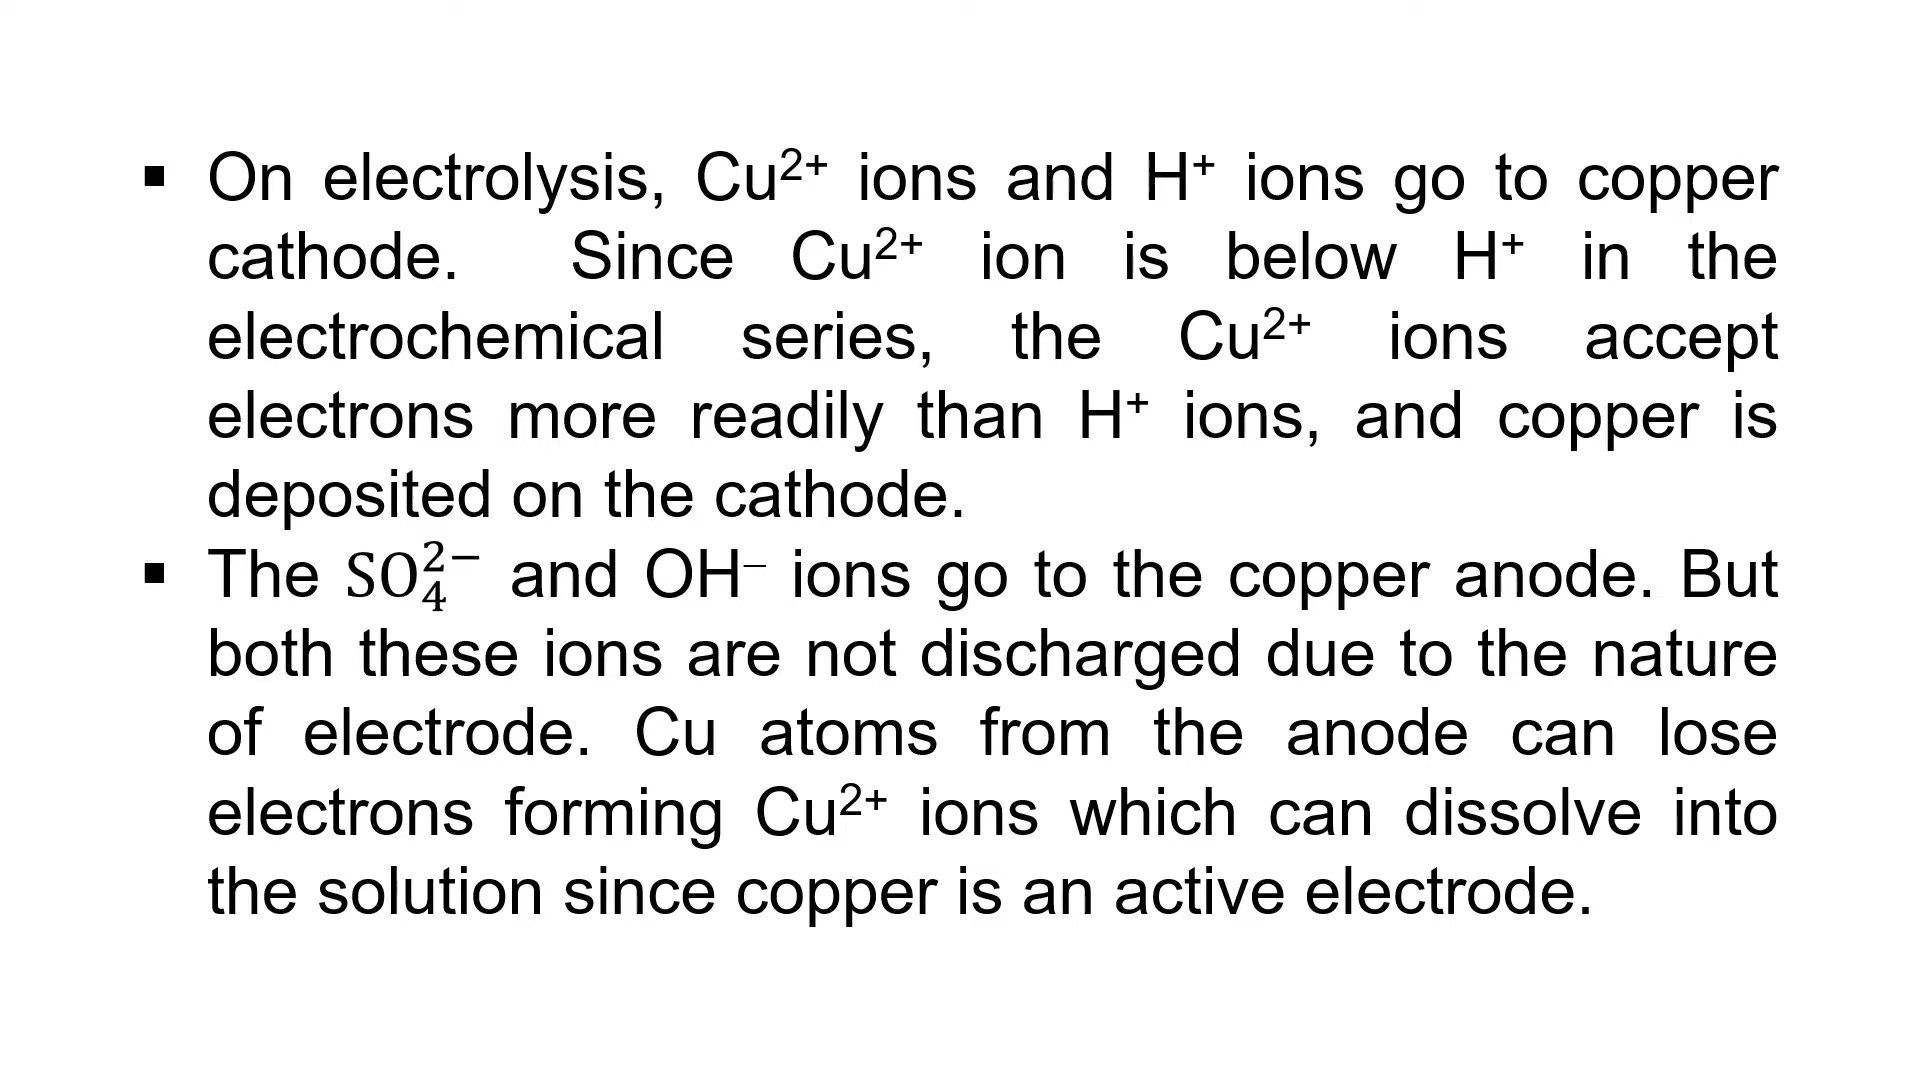 ▪ On electrolysis, Cu²⁺ ions and H⁺ ions go to copper
cathode. Since Cu²⁺ ion is below H⁺ in the
electrochemical series, the Cu²⁺ ions accept
electrons more readily than H⁺ ions, and copper is
deposited on the cathode.
▪ The SO₄²⁻ and OH⁻ ions go to the copper anode. But
both these ions are not discharged due to the nature
of electrode. Cu atoms from the anode can lose
electrons forming Cu²⁺ ions which can dissolve into
the solution since copper is an active electrode.